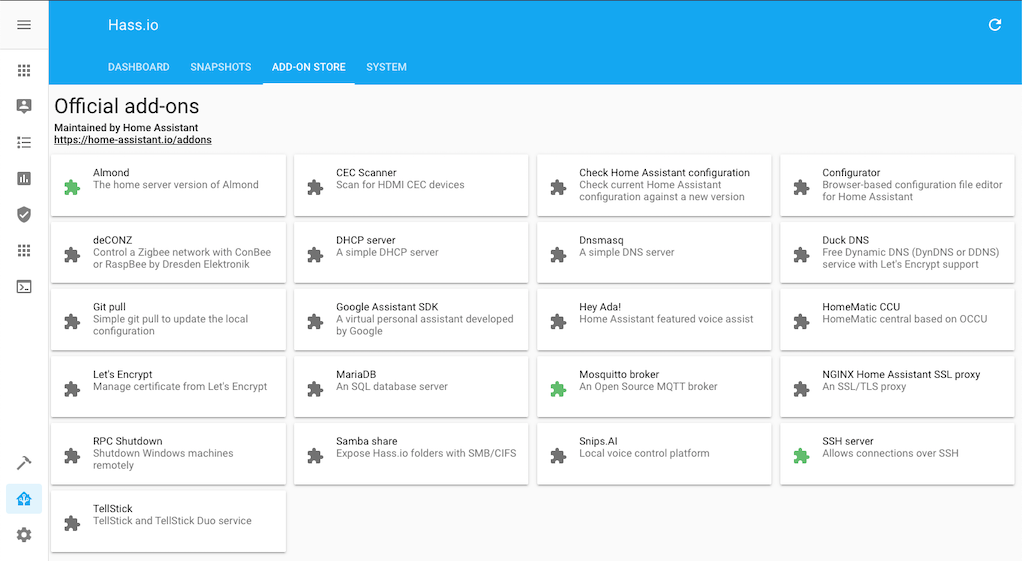 Hass.io
DASHBOARD
SNAPSHOTS
ADD-ON STORE
SYSTEM
Official add-ons
Maintained by Home Assistant
https://home-assistant.io/addons
Almond
The home server version of Almond
CEC Scanner
Scan for HDMI CEC devices
Check Home Assistant configuration
Check current Home Assistant
configuration against a new version
Configurator
Browser-based configuration file editor
for Home Assistant
deCONZ
Control a Zigbee network with ConBee
or RaspBee by Dresden Elektronik
DHCP server
A simple DHCP server
Dnsmasq
A simple DNS server
Duck DNS
Free Dynamic DNS (DynDNS or DDNS)
service with Let's Encrypt support
Git pull
Simple git pull to update the local
configuration
Google Assistant SDK
A virtual personal assistant developed
by Google
Hey Ada!
Home Assistant featured voice assist
HomeMatic CCU
HomeMatic central based on OCCU
Let's Encrypt
Manage certificate from Let's Encrypt
MariaDB
An SQL database server
Mosquitto broker
An Open Source MQTT broker
NGINX Home Assistant SSL proxy
An SSL/TLS proxy
RPC Shutdown
Shutdown Windows machines
remotely
Samba share
Expose Hass.io folders with SMB/CIFS
Snips.AI
Local voice control platform
SSH server
Allows connections over SSH
TellStick
TellStick and TellStick Duo service